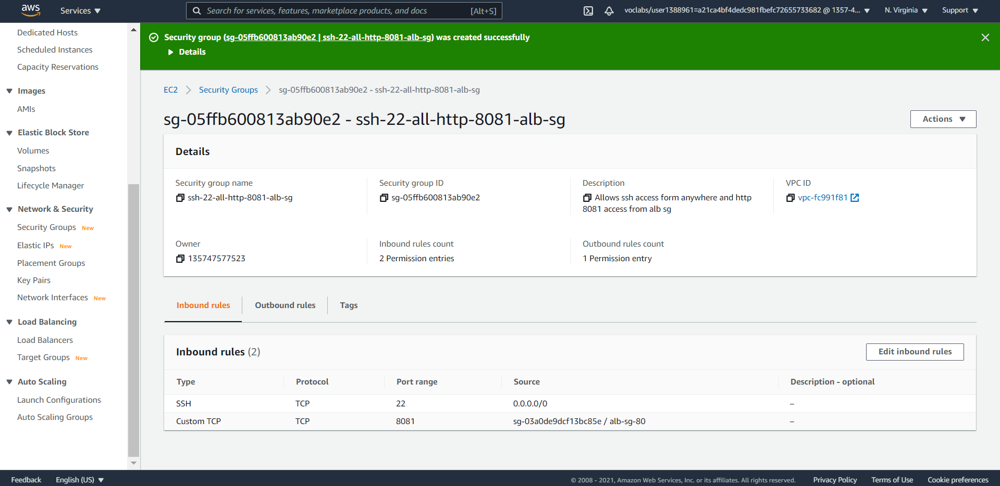 aws Services Search for services, features, marketplace products, and docs [Alt+S] voclabs/user1388961=a21ca4bf4dedc981fbefc72655733682 @ 1357-4... N. Virginia Support
Dedicated Hosts
Scheduled Instances
Capacity Reservations
Images
AMIs
Elastic Block Store
Volumes
Snapshots
Lifecycle Manager
Network & Security
Security Groups New
Elastic IPs New
Placement Groups
Key Pairs
Network Interfaces New
Load Balancing
Load Balancers
Target Groups New
Auto Scaling
Launch Configurations
Auto Scaling Groups
Security group (sg-05ffb600813ab90e2 | ssh-22-all-http-8081-alb-sg) was created successfully
Details
EC2 Security Groups sg-05ffb600813ab90e2 - ssh-22-all-http-8081-alb-sg
sg-05ffb600813ab90e2 - ssh-22-all-http-8081-alb-sg Actions
Details
Security group name Security group ID Description VPC ID
ssh-22-all-http-8081-alb-sg sg-05ffb600813ab90e2 Allows ssh access form anywhere and http vpc-fc991f81
8081 access from alb sg
Owner Inbound rules count Outbound rules count
135747577523 2 Permission entries 1 Permission entry
Inbound rules Outbound rules Tags
Inbound rules (2) Edit inbound rules
Type Protocol Port range Source Description - optional
SSH TCP 22 0.0.0.0/0 –
Custom TCP TCP 8081 sg-03a0de9dcf13bc85e / alb-sg-80 –
Feedback English (US) © 2008 - 2021, Amazon Web Services, Inc. or its affiliates. All rights reserved. Privacy Policy Terms of Use Cookie preferences